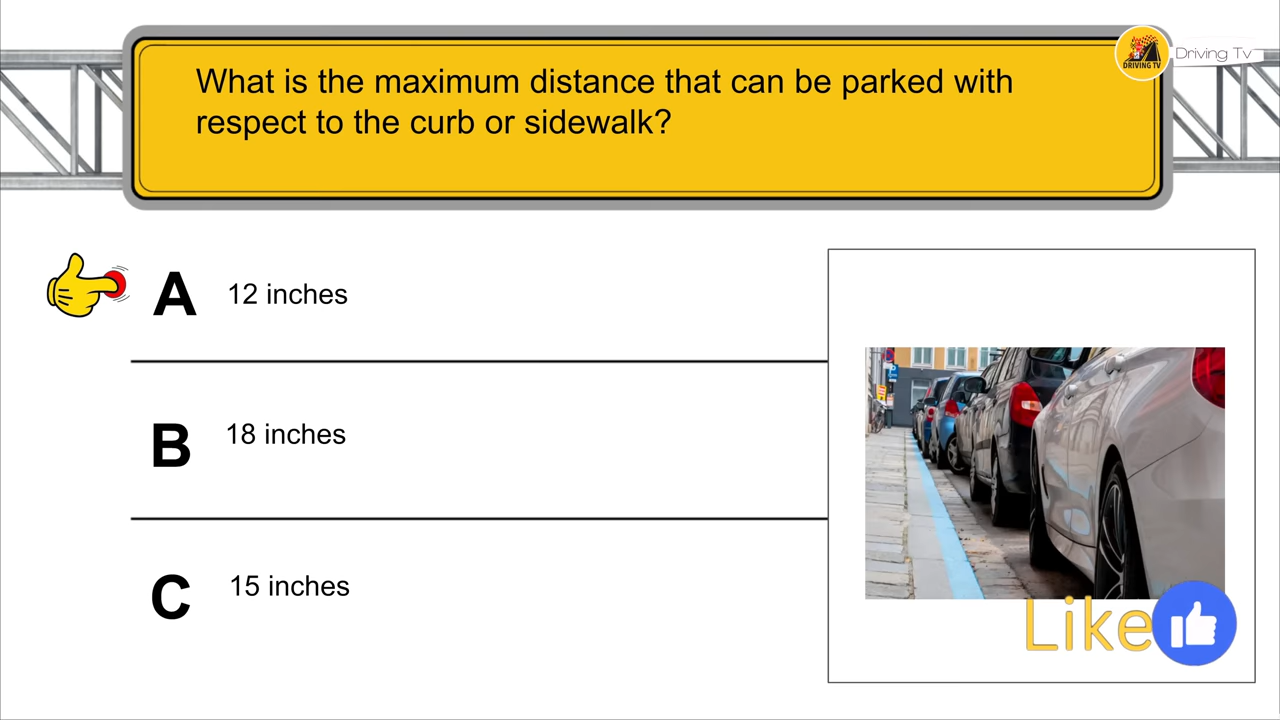 What is the maximum distance that can be parked with
respect to the curb or sidewalk?
DRIVING TV
Driving Tv
A 12 inches
B 18 inches
C 15 inches
Like